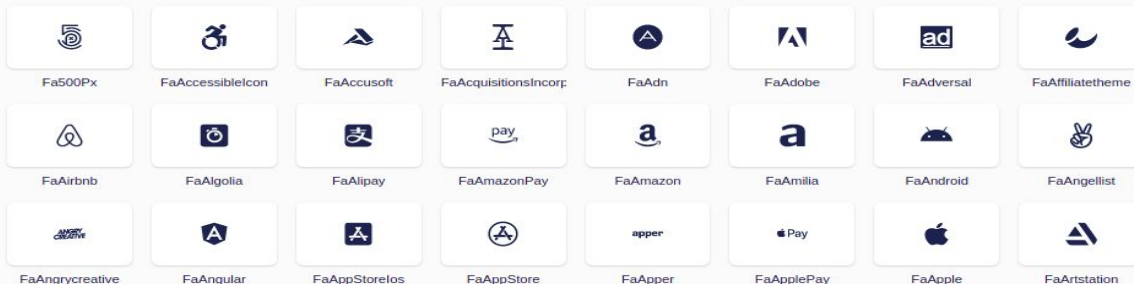 ad
Fa500Px FaAccessibleIcon FaAccusoft FaAcquisitionsIncorp FaAdn FaAdobe FaAdversal FaAffiliatetheme
支 pay a a
FaAirbnb FaAlgolia FaAlipay FaAmazonPay FaAmazon FaAmilia FaAndroid FaAngellist
ANGRY CREATIVE A apper Pay
FaAngrycreative FaAngular FaAppStoreIos FaAppStore FaApper FaApplePay FaApple FaArtstation